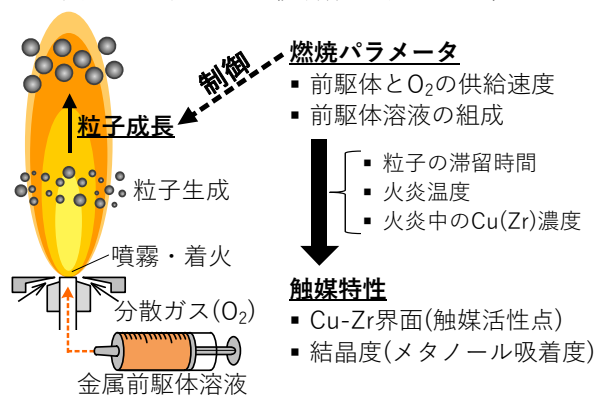 燃焼パラメータ
▪ 前駆体とO₂の供給速度
▪ 前駆体溶液の組成
制御
粒子成長
▪ 粒子の滞留時間
▪ 火炎温度
▪ 火炎中のCu(Zr)濃度
粒子生成
噴霧・着火
分散ガス(O₂)
金属前駆体溶液
触媒特性
▪ Cu-Zr界面(触媒活性点)
▪ 結晶度(メタノール吸着度)